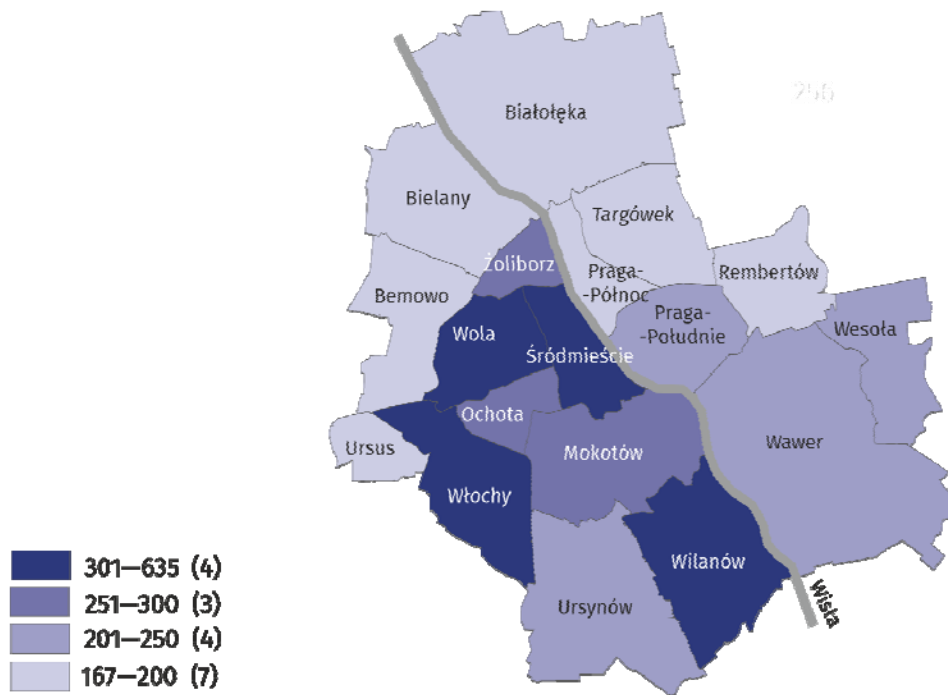 256
Białołęka
Bielany
Targówek
Żoliborz
Praga-
-Północ
Rembertów
Bemowo
Praga-
-Południe
Wesoła
Wola
Śródmieście
Ochota
Mokotów
Wawer
Ursus
Włochy
Wilanów
Ursynów
Wisła
301—635 (4)
251—300 (3)
201—250 (4)
167—200 (7)